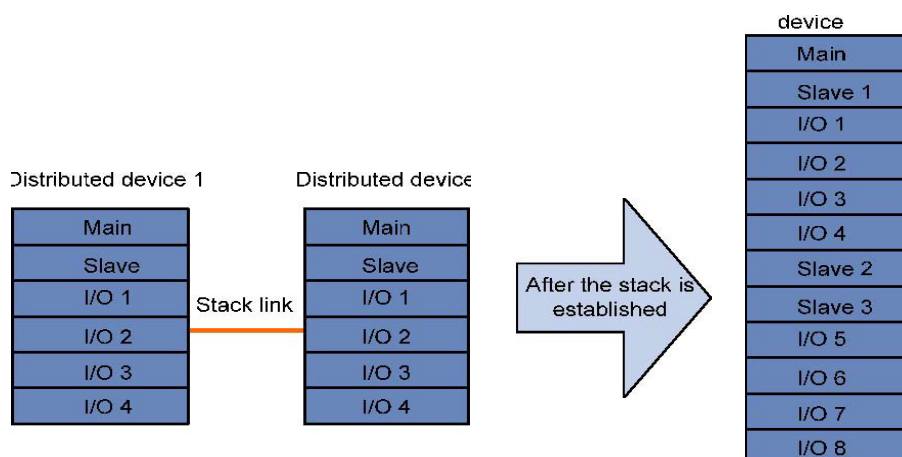 Distributed device 1
Main
Slave
I/O 1
I/O 2
I/O 3
I/O 4
Stack link
Distributed device
Main
Slave
I/O 1
I/O 2
I/O 3
I/O 4
After the stack is
established
device
Main
Slave 1
I/O 1
I/O 2
I/O 3
I/O 4
Slave 2
Slave 3
I/O 5
I/O 6
I/O 7
I/O 8